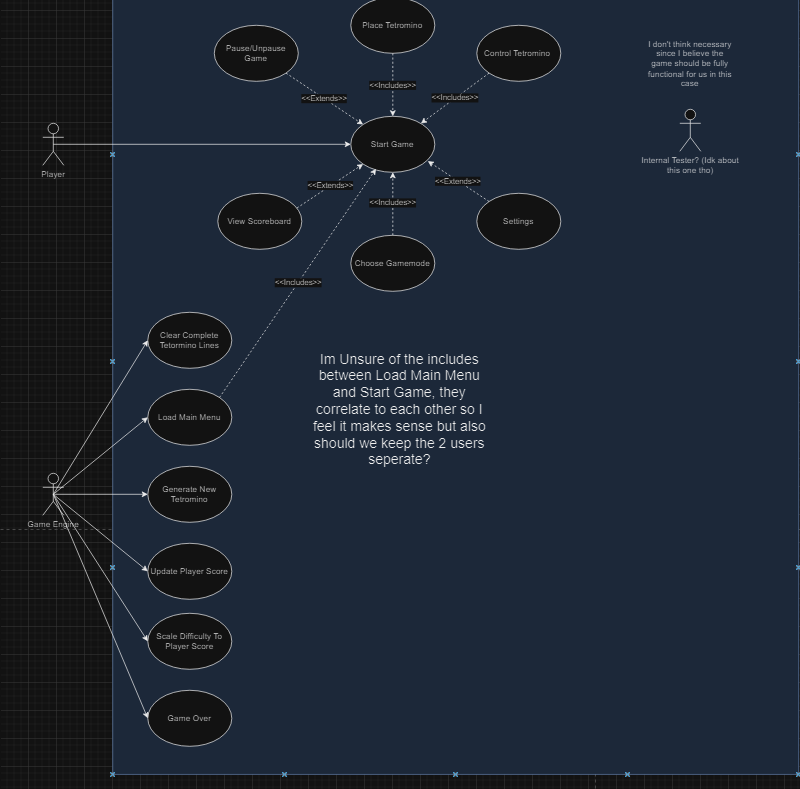 Place Tetromino
Pause/Unpause
Game
Control Tetromino
I don't think necessary
since I believe the
game should be fully
functional for us in this
case
<<Includes>>
<<Extends>>
<<Includes>>
Start Game
Player
Internal Tester? (Idk about
this one tho)
<<Extends>>
<<Extends>>
<<Includes>>
View Scoreboard
Settings
Choose Gamemode
<<Includes>>
Clear Complete
Tetormino Lines
Im Unsure of the includes
between Load Main Menu
and Start Game, they
correlate to each other so I
feel it makes sense but also
should we keep the 2 users
seperate?
Load Main Menu
Generate New
Tetromino
Game Engine
Update Player Score
Scale Difficulty To
Player Score
Game Over